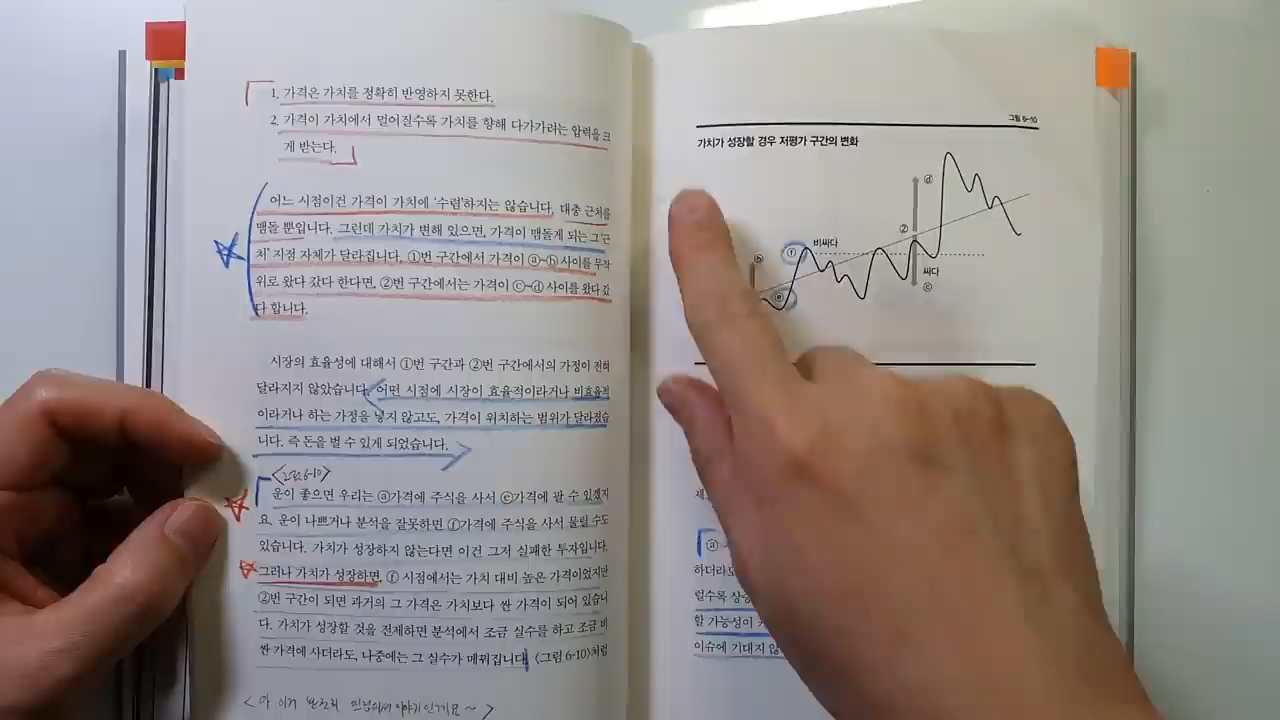 1. 가격은 가치를 정확히 반영하지 못한다.
2. 가격이 가치에서 멀어질수록 가치를 향해 다가가려는 압력을 크
게 받는다.
어느 시점이건 가격이 가치에 '수렴'하지는 않습니다. 대충 근처를
맴돌 뿐입니다. 그런데 가치가 변해 있으면, 가격이 맴돌게 되는 그 '근
처' 지점 자체가 달라집니다. ①번 구간에서 가격이 ⓐ~ⓑ 사이를 무작
위로 왔다 갔다 한다면, ②번 구간에서는 가격이 ⓒ~ⓓ 사이를 왔다 갔
다 합니다.
시장의 효율성에 대해서 ①번 구간과 ②번 구간에서의 가정이 전혀
달라지지 않았습니다. 어떤 시점에 시장이 효율적이라거나 비효율적
이라거나 하는 가정을 넣지 않고도, 가격이 위치하는 범위가 달라졌습
니다. 즉 돈을 벌 수 있게 되었습니다.
<그림 6-10>
운이 좋으면 우리는 ⓐ가격에 주식을 사서 ⓔ가격에 팔 수 있겠지
요. 운이 나쁘거나 분석을 잘못하면 ⓕ가격에 주식을 사서 물릴 수도
있습니다. 가치가 성장하지 않는다면 이건 그저 실패한 투자입니다.
그러나 가치가 성장하면, ⓕ 시점에서는 가치 대비 높은 가격이었지만
②번 구간이 되면 과거의 그 가격은 가치보다 싼 가격이 되어 있습니
다. 가치가 성장할 것을 전제하면 분석에서 조금 실수를 하고 조금 비
싼 가격에 사더라도, 나중에는 그 실수가 메꿔집니다. <그림 6-10>처럼
그림 6-10
가치가 성장할 경우 저평가 구간의 변화
ⓓ
②
ⓑ
ⓕ
비싸다
싸다
ⓔ
ⓒ
ⓐ
하더라도
럴수록
할 가능성이
이슈에 기대지 않